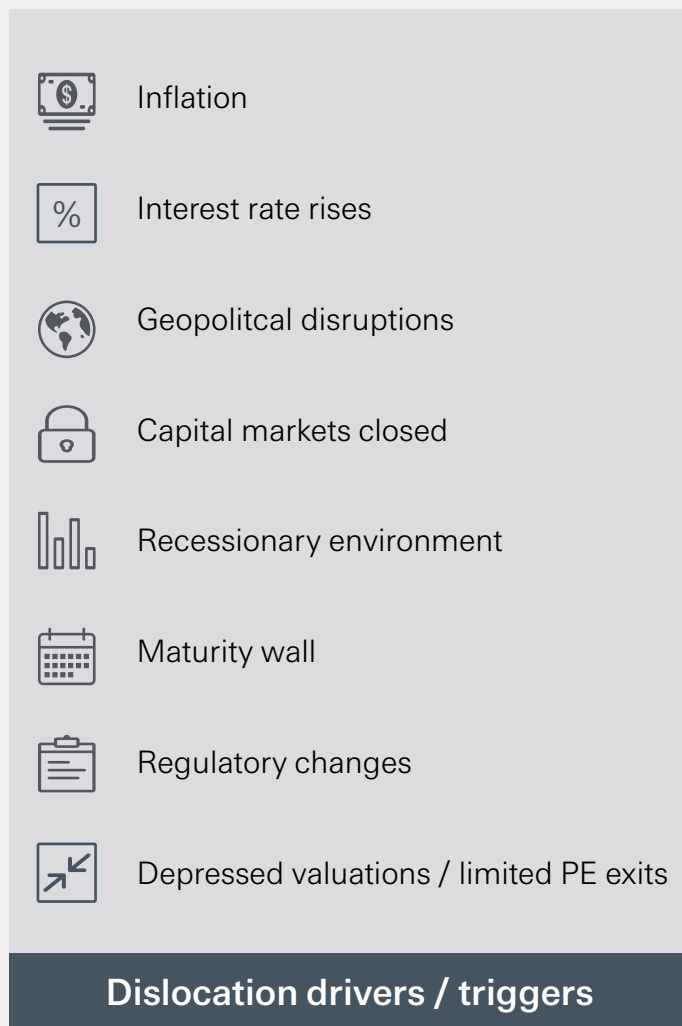 $
Inflation
%
Interest rate rises
Geopolitcal disruptions
Capital markets closed
Recessionary environment
Maturity wall
Regulatory changes
Depressed valuations / limited PE exits
Dislocation drivers / triggers